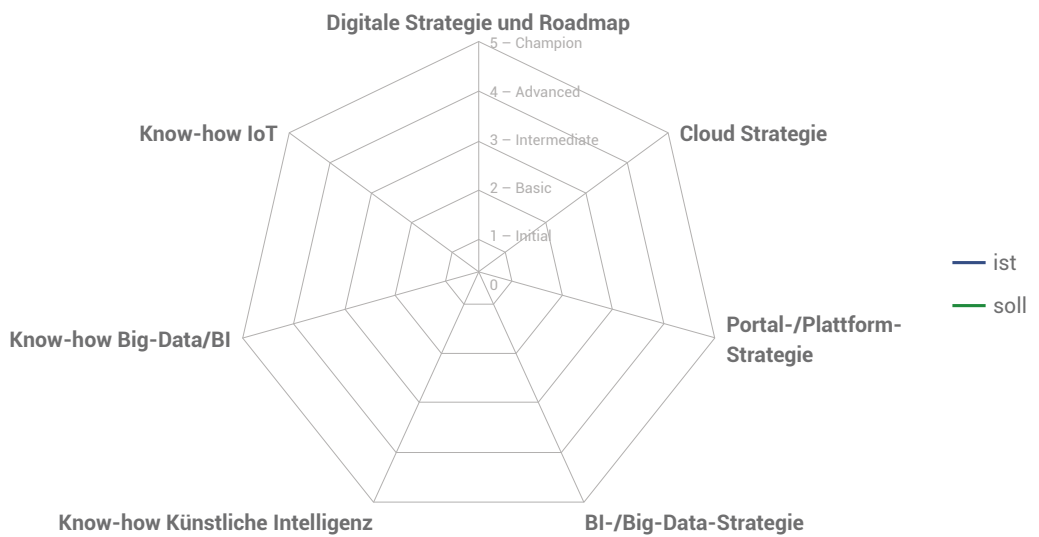 Digitale Strategie und Roadmap
5 – Champion
4 – Advanced
Know-how IoT
Cloud Strategie
3 – Intermediate
2 – Basic
1 – Initial
0
ist
soll
Portal-/Plattform-
Strategie
Know-how Big-Data/BI
Know-how Künstliche Intelligenz
BI-/Big-Data-Strategie